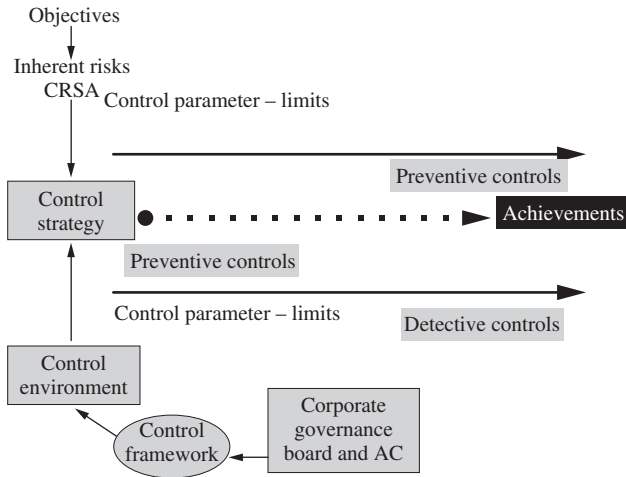 Objectives
Inherent risks
CRSA
Control parameter – limits
Preventive controls
Control
strategy
Achievements
Preventive controls
Control parameter – limits
Detective controls
Control
environment
Control
framework
Corporate
governance
board and AC